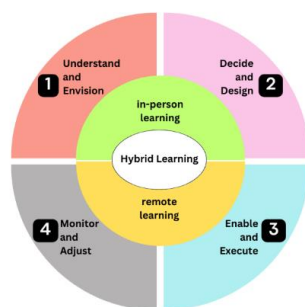 1
Understand
and
Envision
Decide
and
Design
2
in-person
learning
Hybrid Learning
remote
learning
4
Monitor
and
Adjust
Enable
and
Execute
3